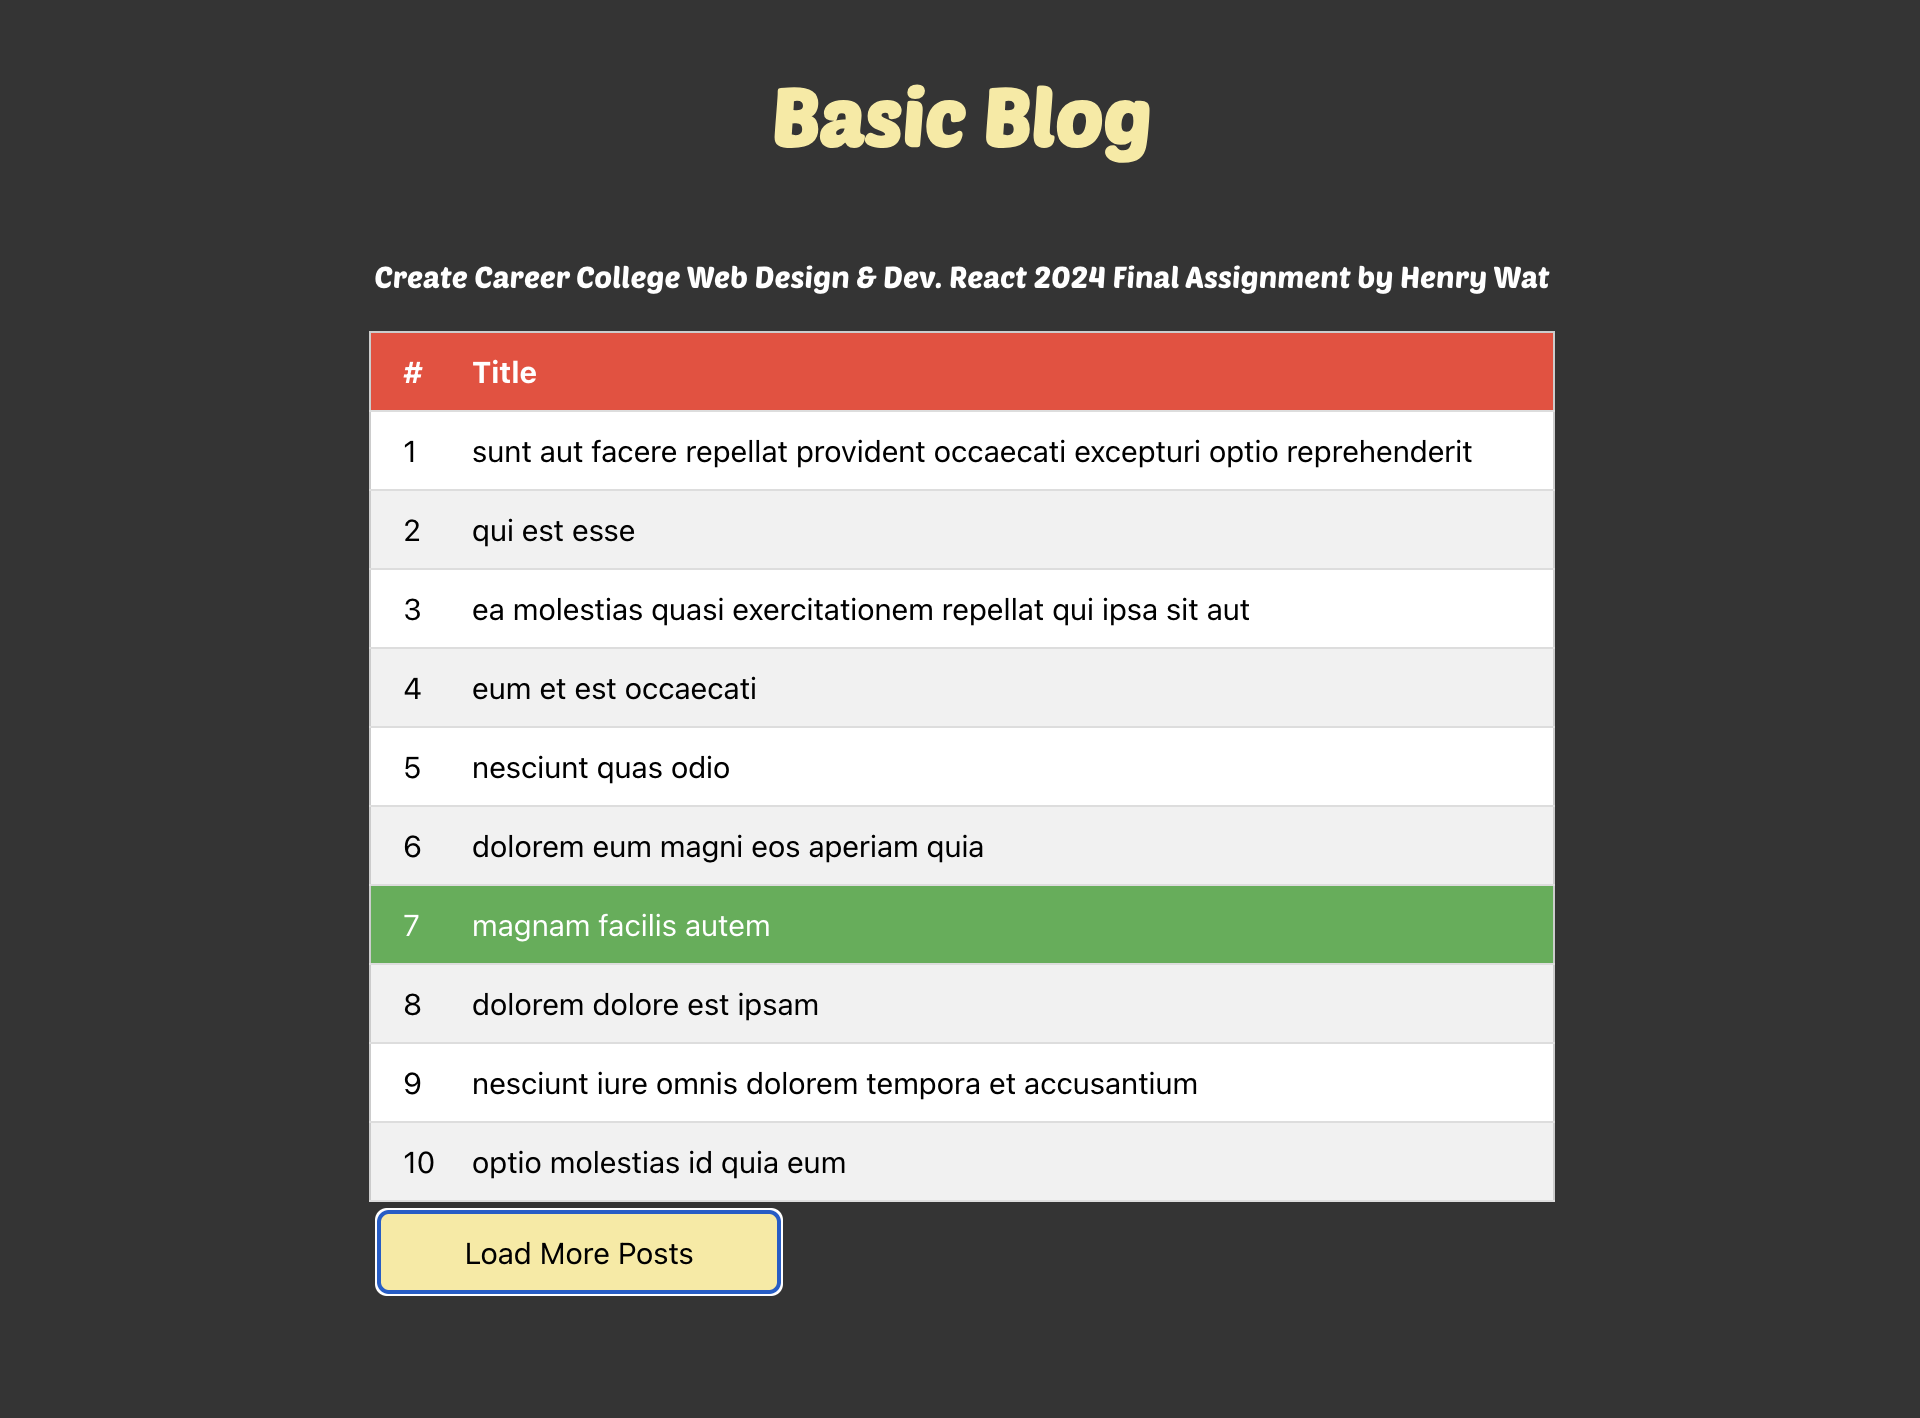 Basic Blog
Create Career College Web Design & Dev. React 2024 Final Assignment by Henry Wat
# Title
1 sunt aut facere repellat provident occaecati excepturi optio reprehenderit
2 qui est esse
3 ea molestias quasi exercitationem repellat qui ipsa sit aut
4 eum et est occaecati
5 nesciunt quas odio
6 dolorem eum magni eos aperiam quia
7 magnam facilis autem
8 dolorem dolore est ipsam
9 nesciunt iure omnis dolorem tempora et accusantium
10 optio molestias id quia eum
Load More Posts